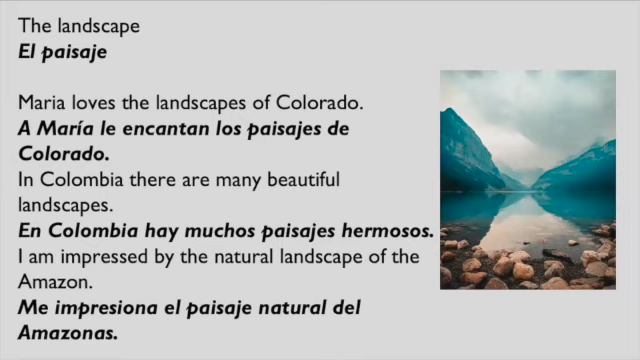 The landscape
El paisaje
Maria loves the landscapes of Colorado.
A María le encantan los paisajes de
Colorado.
In Colombia there are many beautiful
landscapes.
En Colombia hay muchos paisajes hermosos.
I am impressed by the natural landscape of the
Amazon.
Me impresiona el paisaje natural del
Amazonas.